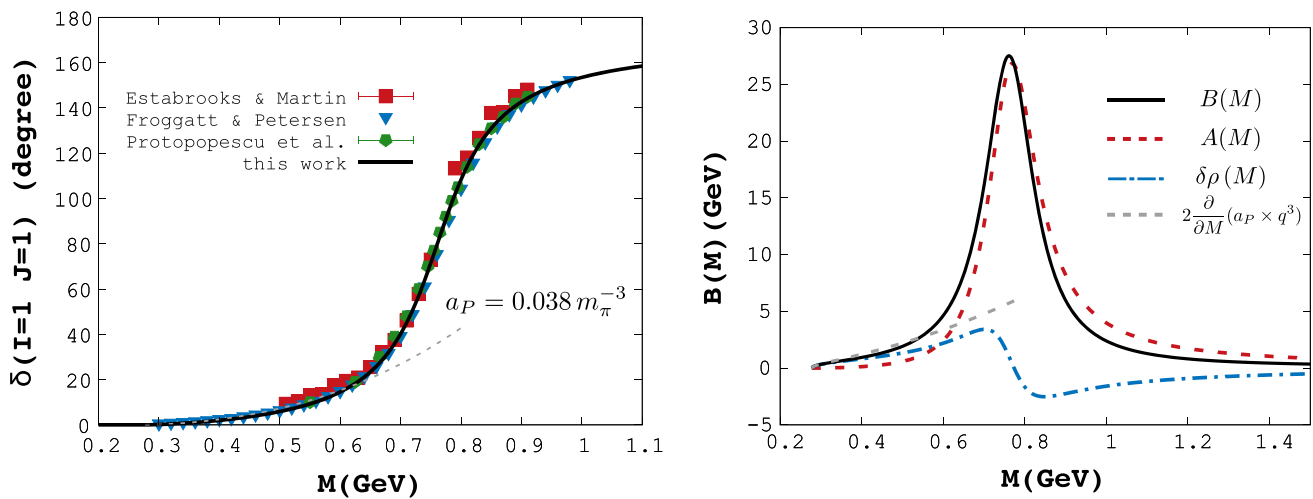 180
160
140
120
100
80
60
40
20
0
δ(I=1 J=1) (degree)
Estabrooks & Martin
Froggatt & Petersen
Protopopescu et al.
this work
a_P = 0.038 m_π^{-3}
0.2 0.3 0.4 0.5 0.6 0.7 0.8 0.9 1 1.1
M(GeV)
30
25
20
15
10
5
0
−5
B(M)(GeV)
B(M)
A(M)
δρ(M)
2 ∂/∂M (a_P × q^3)
0.2 0.4 0.6 0.8 1 1.2 1.4
M(GeV)